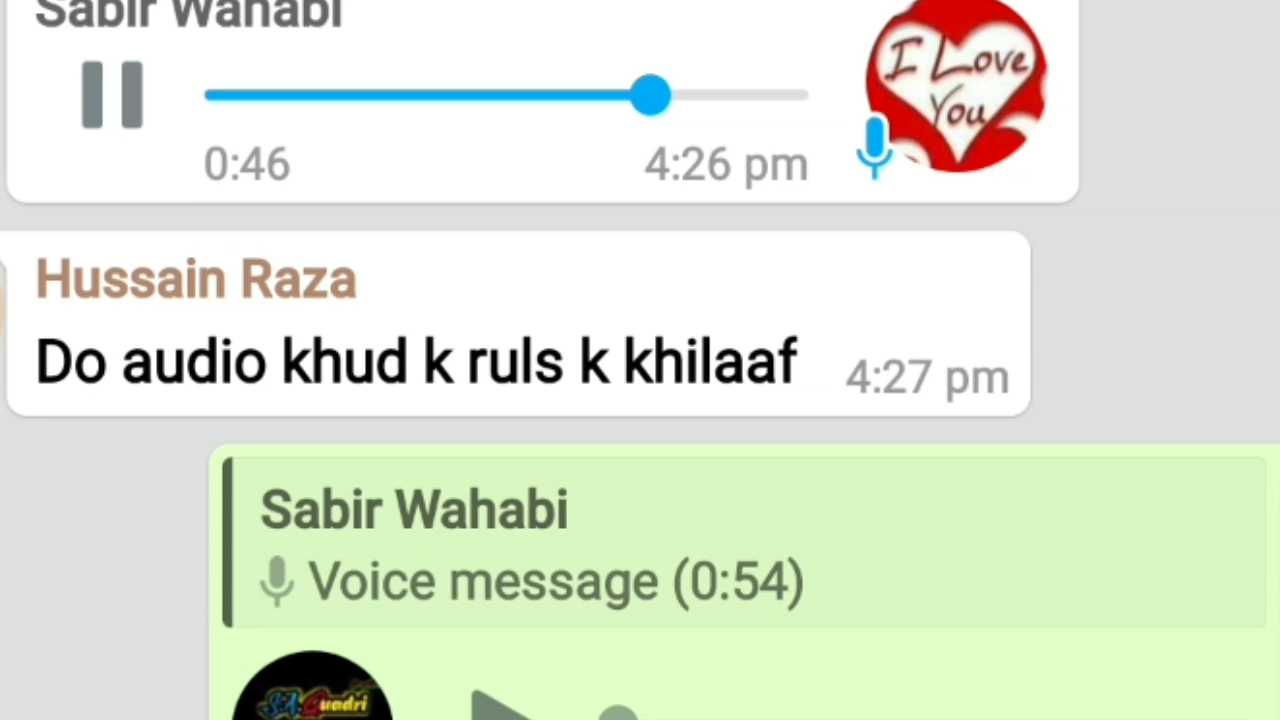 Sabir Wahabi
I Love
You
0:46
4:26 pm
Hussain Raza
Do audio khud k ruls k khilaaf
4:27 pm
Sabir Wahabi
Voice message (0:54)
S.A. Quadri